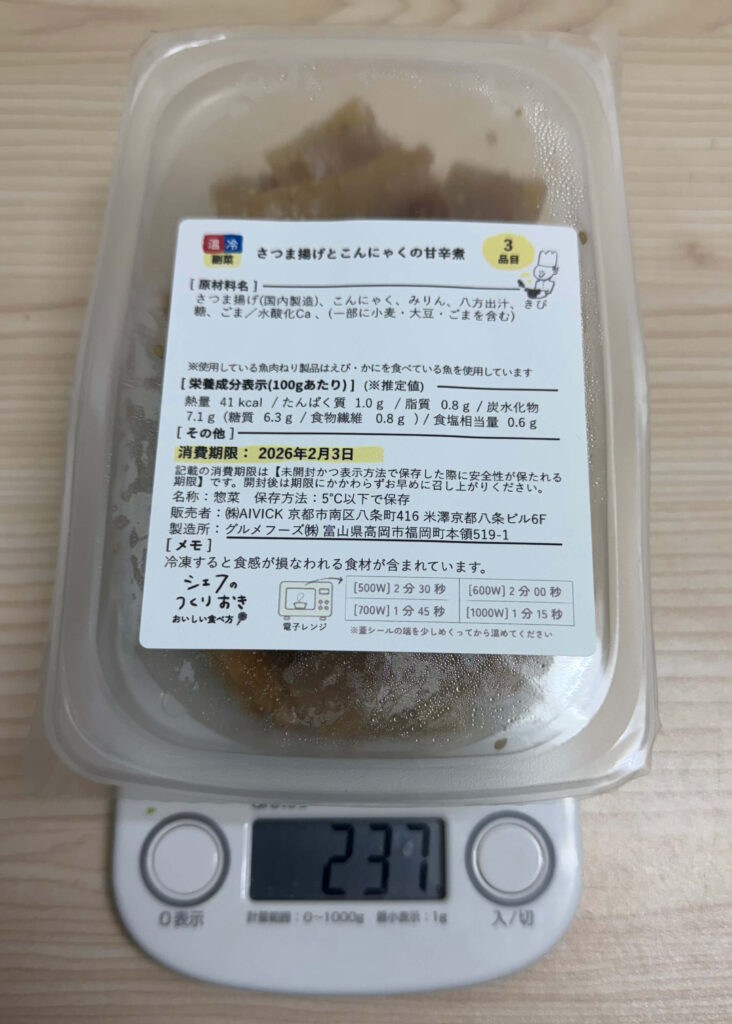 温 冷
副菜
さつま揚げとこんにゃくの甘辛煮
3
品目
[ 原材料名 ]
さつま揚げ(国内製造)、こんにゃく、みりん、八方出汁、きび
糖、ごま／水酸化Ca 、(一部に小麦・大豆・ごまを含む)
※使用している魚肉ねり製品はえび・かにを食べている魚を使用しています
[ 栄養成分表示(100gあたり) ] (※推定値)
熱量 41 kcal / たんぱく質 1.0 g / 脂質 0.8 g / 炭水化物
7.1 g (糖質 6.3 g / 食物繊維 0.8 g ) / 食塩相当量 0.6 g
[ その他 ]
消費期限： 2026年2月3日
記載の消費期限は【未開封かつ表示方法で保存した際に安全性が保たれる
期限】です。開封後は期限にかかわらずお早めに召し上がりください。
名称：惣菜 保存方法：5℃以下で保存
販売者：㈱AIVICK 京都市南区八条町416 米澤京都八条ビル6F
製造所：グルメフーズ㈱ 富山県高岡市福岡町本領519-1
[ メモ ]
冷凍すると食感が損なわれる食材が含まれています。
シェフの
つくりおき
おいしい食べ方
電子レンジ
[500W] 2 分 30 秒 [600W] 2 分 00 秒
[700W] 1 分 45 秒 [1000W] 1 分 15 秒
※蓋シールの端を少しめくってから温めてください
237
0表示
計量範囲：0～1000g 最小表示：1g
入/切